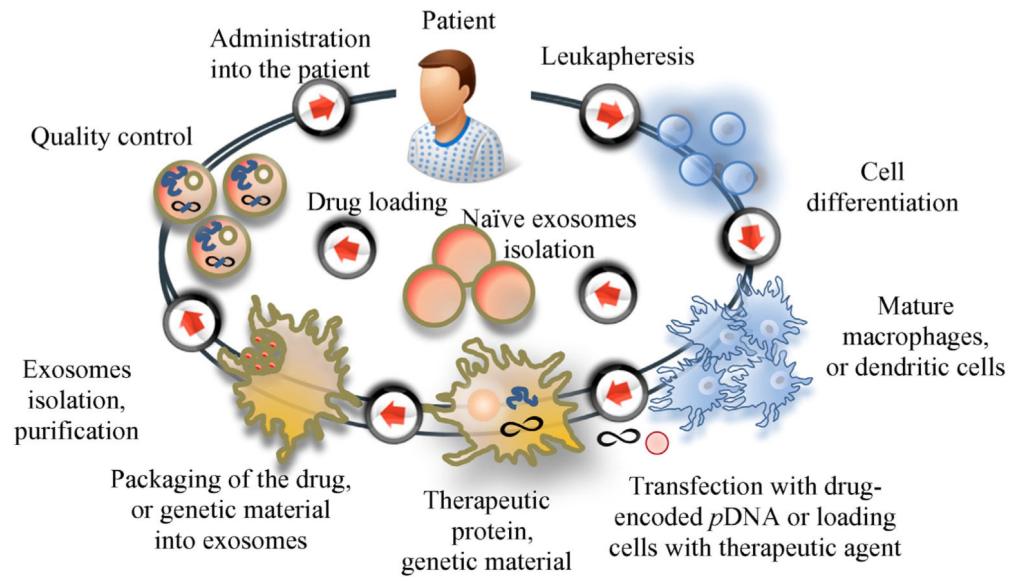 Patient
Administration
into the patient
Leukapheresis
Quality control
Cell
differentiation
Drug loading
Naïve exosomes
isolation
Mature
macrophages,
or dendritic cells
Exosomes
isolation,
purification
Packaging of the drug,
or genetic material
into exosomes
Therapeutic
protein,
genetic material
Transfection with drug-
encoded pDNA or loading
cells with therapeutic agent